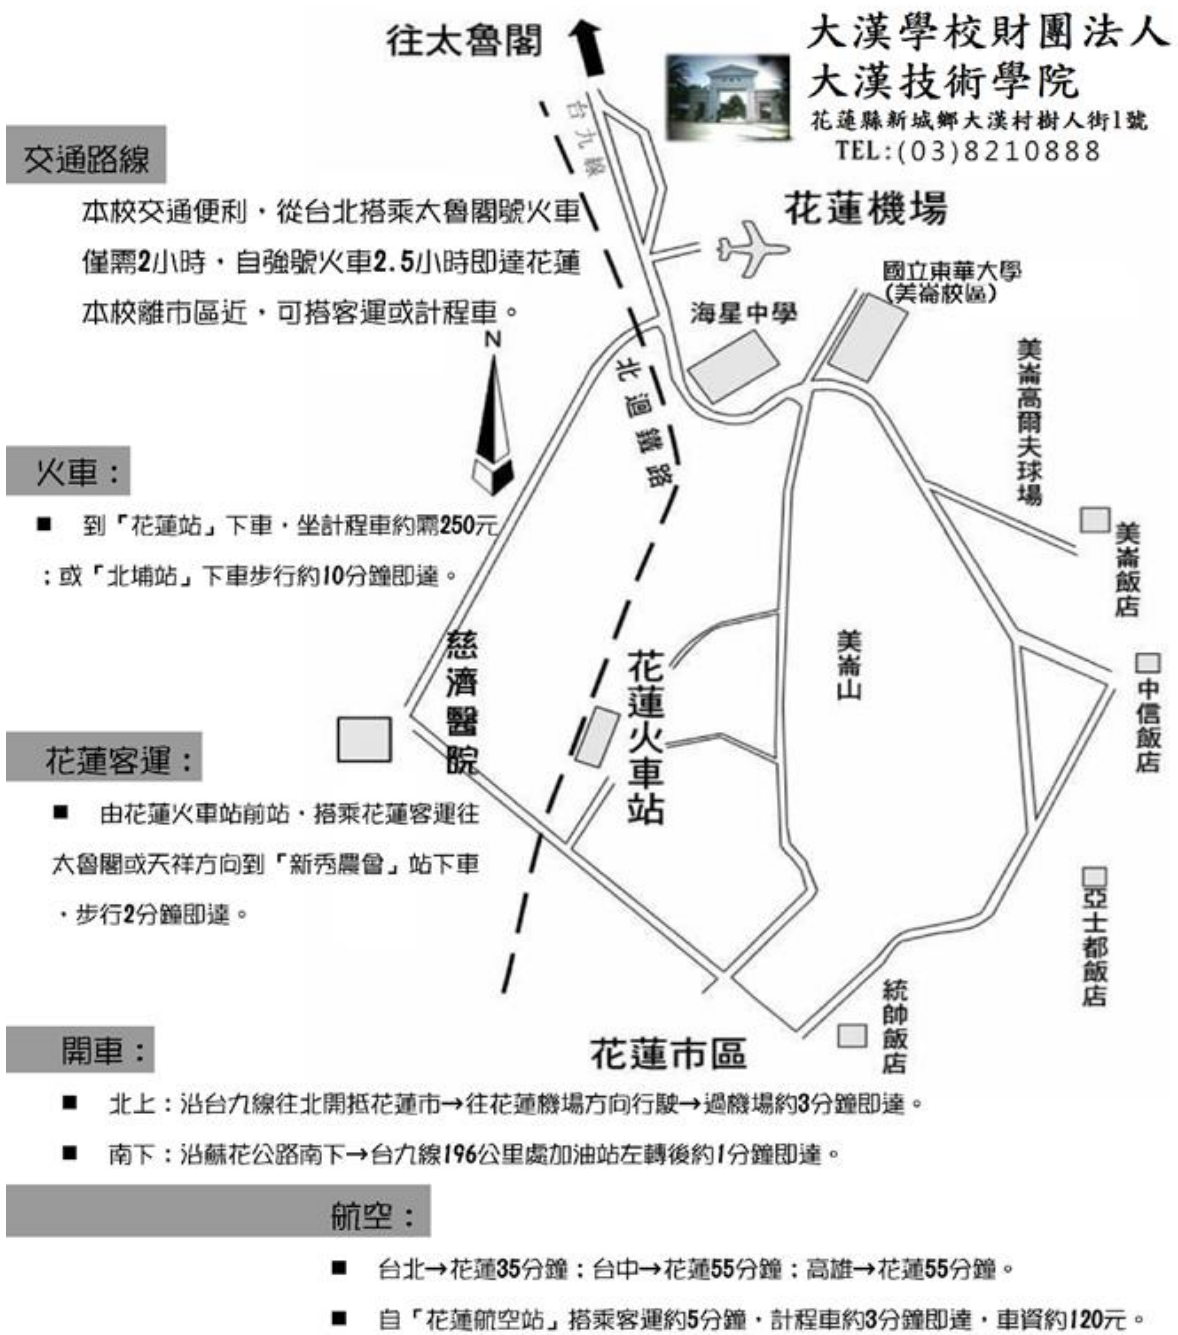 往太魯閣
大漢學校財團法人
大漢技術學院
花蓮縣新城鄉大漢村樹人街1號
TEL:(03)8210888
台九線
交通路線
本校交通便利，從台北搭乘太魯閣號火車
僅需2小時，自強號火車2.5小時即達花蓮
本校離市區近，可搭客運或計程車。
花蓮機場
國立東華大學
(美崙校區)
海星中學
N
北迴鐵路
美崙高爾夫球場
火車：
■ 到「花蓮站」下車，坐計程車約需250元
；或「北埔站」下車步行約10分鐘即達。
美崙飯店
慈濟醫院
花蓮火車站
美崙山
中信飯店
花蓮客運：
■ 由花蓮火車站前站，搭乘花蓮客運往
太魯閣或天祥方向到「新秀農會」站下車
，步行2分鐘即達。
亞士都飯店
統帥飯店
花蓮市區
開車：
■ 北上：沿台九線往北開抵花蓮市→往花蓮機場方向行駛→過機場約3分鐘即達。
■ 南下：沿蘇花公路南下→台九線196公里處加油站左轉後約1分鐘即達。
航空：
■ 台北→花蓮35分鐘；台中→花蓮55分鐘；高雄→花蓮55分鐘。
■ 自「花蓮航空站」搭乘客運約5分鐘，計程車約3分鐘即達，車資約120元。